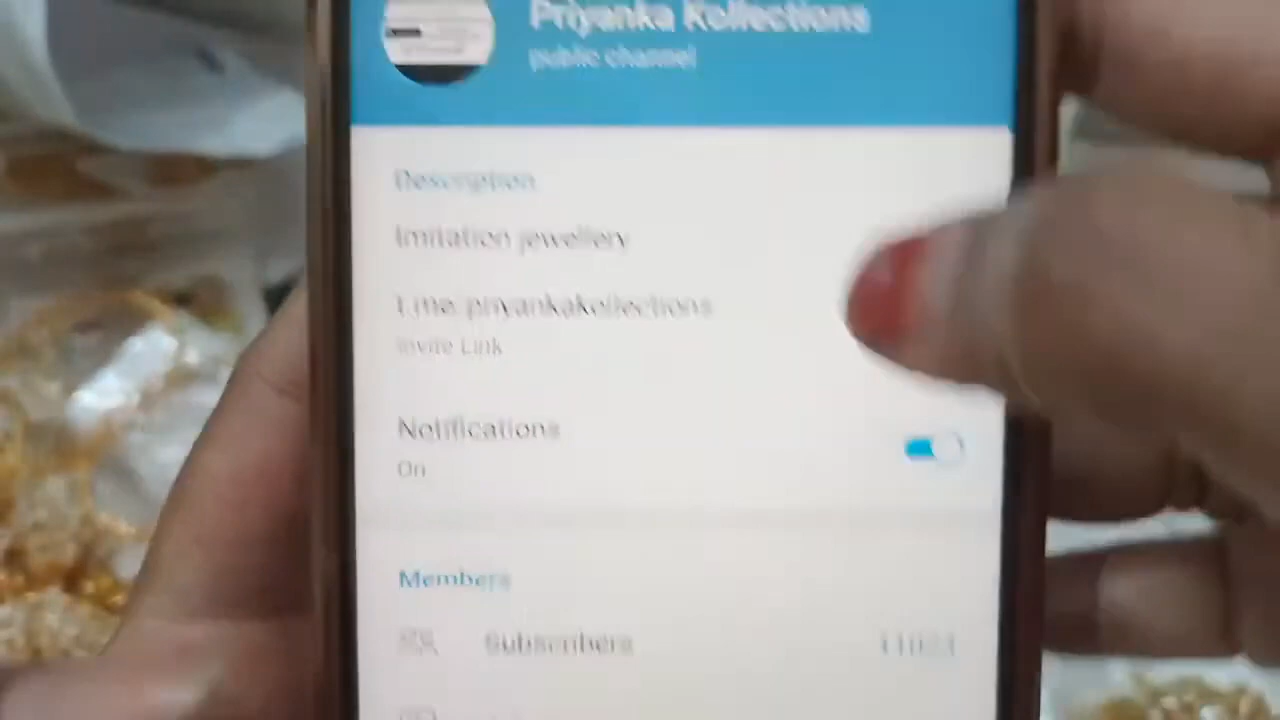 Priyanka Kollections
public channel
Description
Imitation jewellery
t.me/priyankakollections
Invite Link
Notifications
On
Members
Subscribers